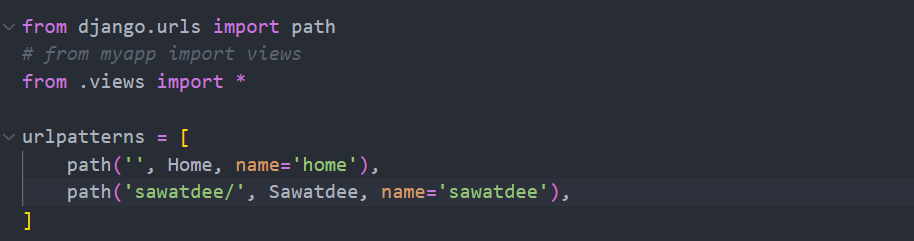 from django.urls import path
# from myapp import views
from .views import *
urlpatterns = [
path('', Home, name='home'),
path('sawatdee/', Sawatdee, name='sawatdee'),
]